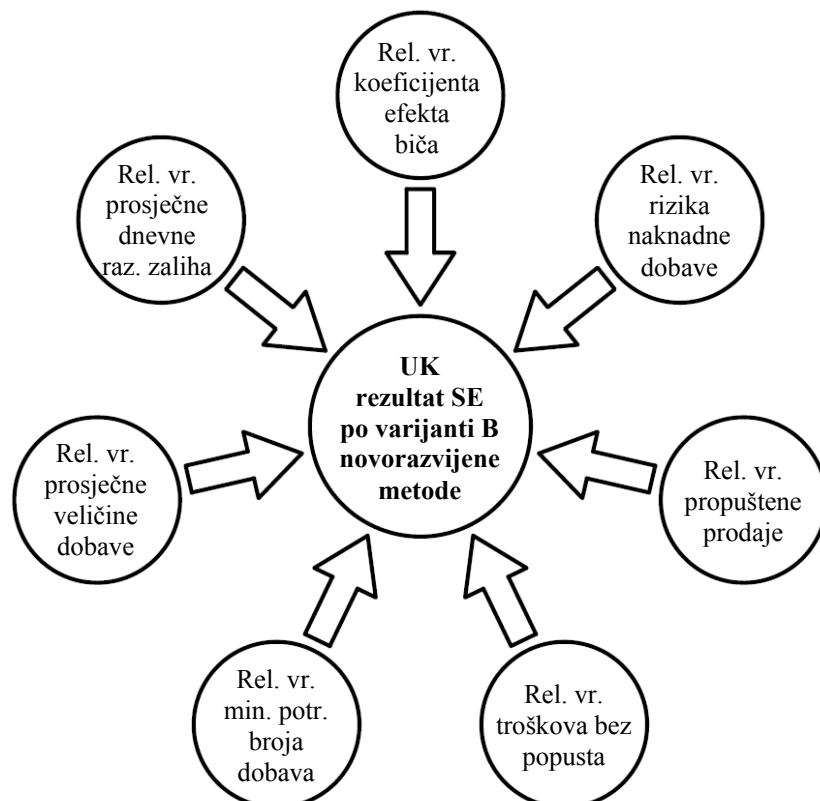 Rel. vr.
koeficijenta
efekta
biča
Rel. vr.
prosječne
dnevne
raz. zaliha
Rel. vr.
rizika
naknadne
dobave
UK
rezultat SE
po varijanti B
novorazvijene
metode
Rel. vr.
prosječne
veličine
dobave
Rel. vr.
propuštene
prodaje
Rel. vr.
min. potr.
broja
dobava
Rel. vr.
troškova bez
popusta